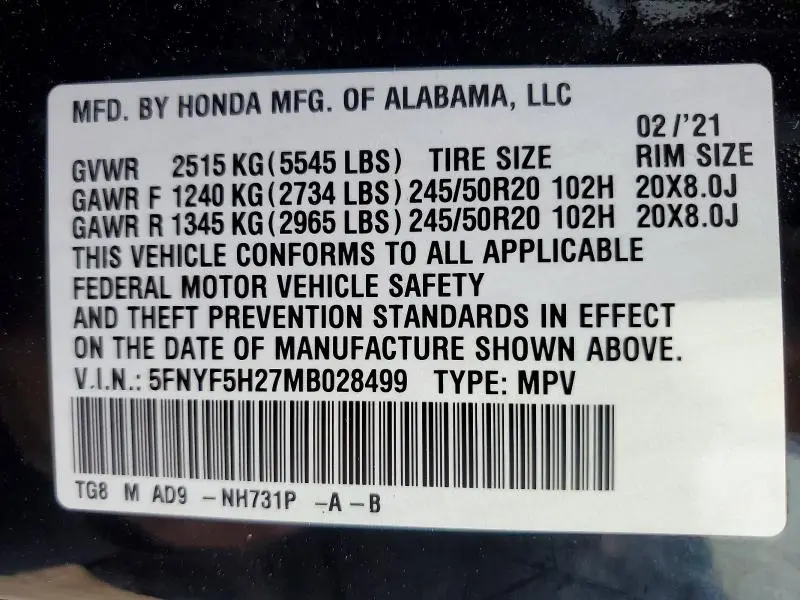 MFD. BY HONDA MFG. OF ALABAMA, LLC
02/'21
GVWR 2515 KG (5545 LBS) TIRE SIZE RIM SIZE
GAWR F 1240 KG (2734 LBS) 245/50R20 102H 20X8.0J
GAWR R 1345 KG (2965 LBS) 245/50R20 102H 20X8.0J
THIS VEHICLE CONFORMS TO ALL APPLICABLE
FEDERAL MOTOR VEHICLE SAFETY
AND THEFT PREVENTION STANDARDS IN EFFECT
ON THE DATE OF MANUFACTURE SHOWN ABOVE.
V.I.N.: 5FNYF5H27MB028499 TYPE: MPV
TG8 M AD9 -NH731P -A -B